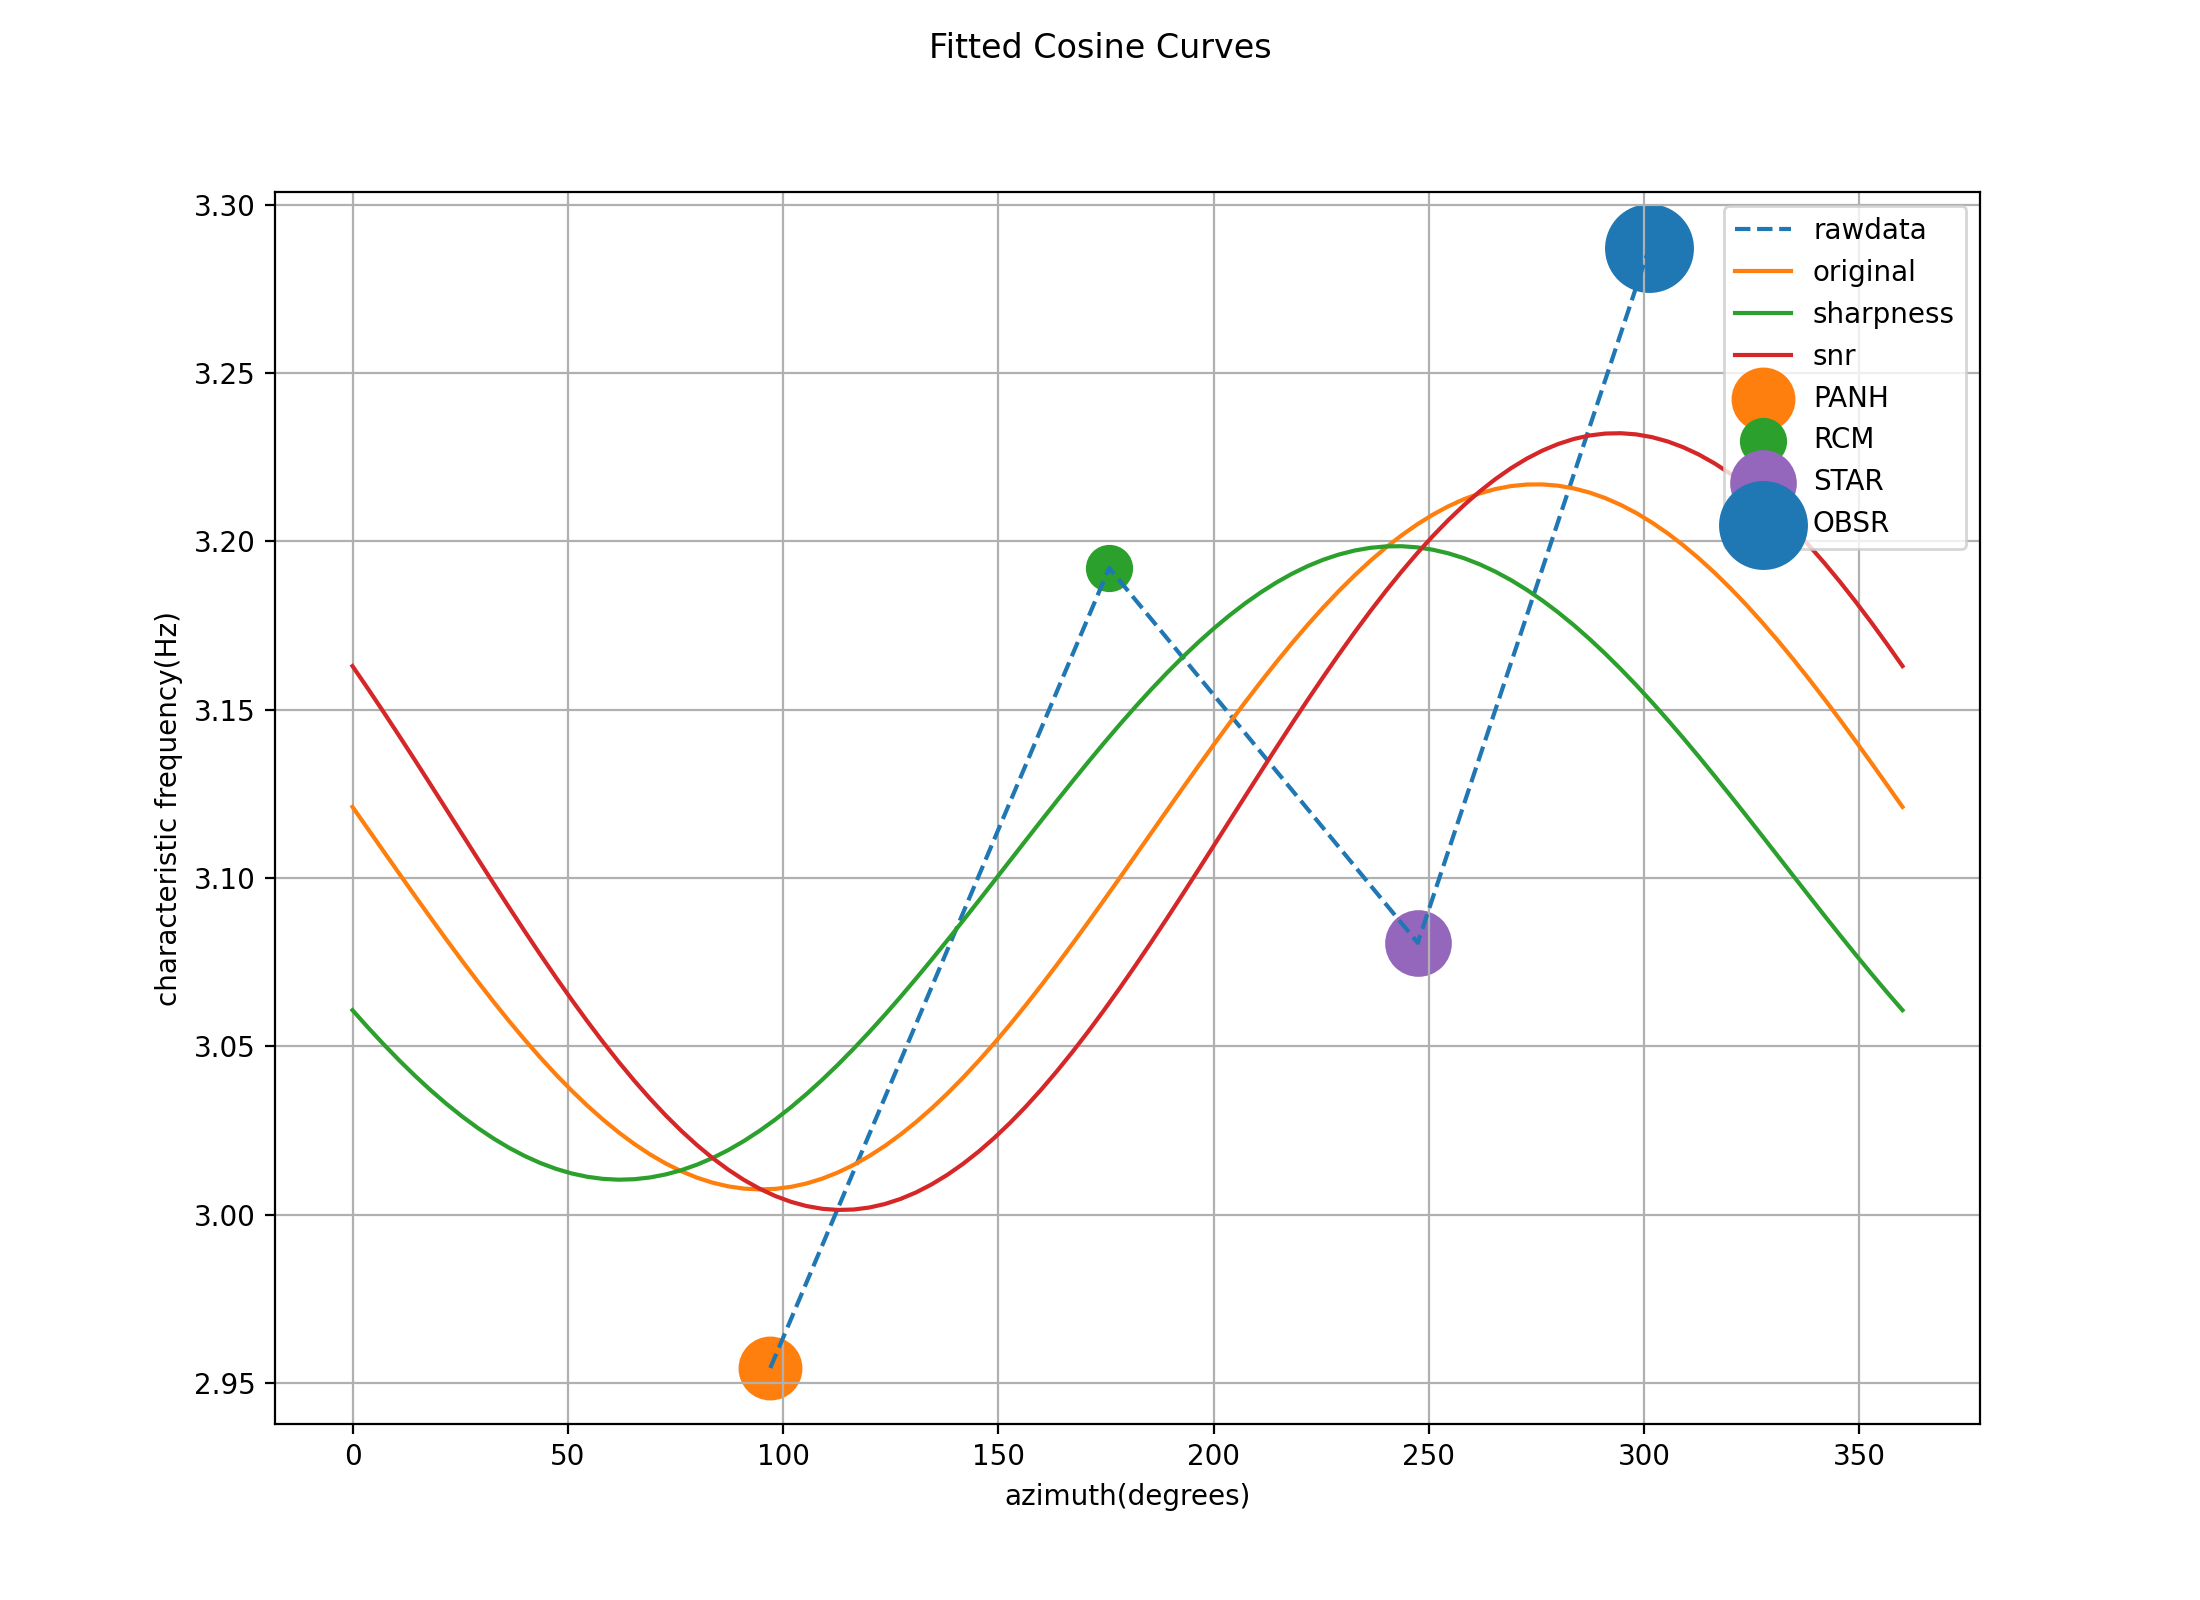 Fitted Cosine Curves
3.30
3.25
3.20
3.15
3.10
3.05
3.00
2.95
characteristic frequency(Hz)
rawdata
original
sharpness
snr
PANH
RCM
STAR
OBSR
0 50 100 150 200 250 300 350
azimuth(degrees)